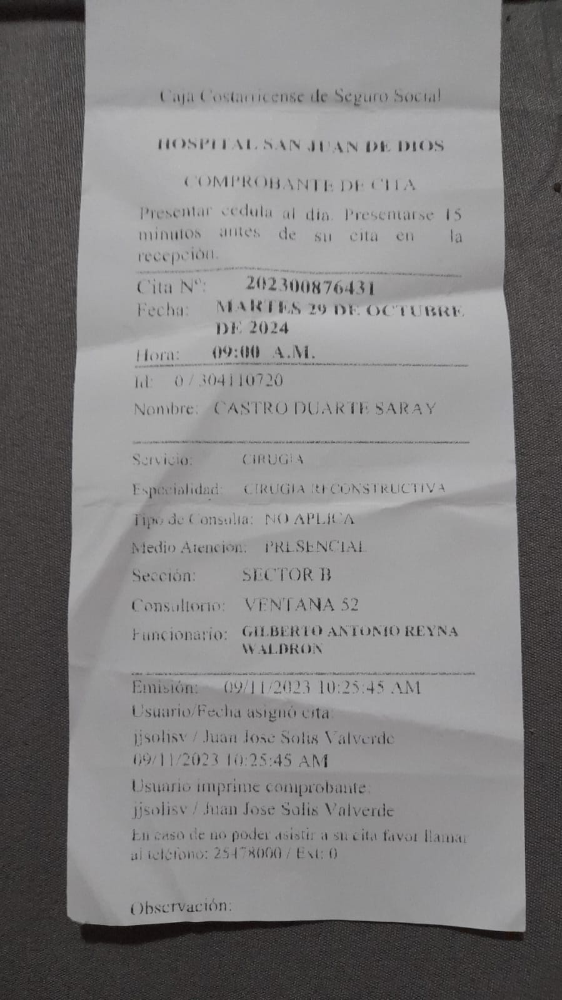 Caja Costarricense de Seguro Social
HOSPITAL SAN JUAN DE DIOS
COMPROBANTE DE CITA
Presentar cedula al dia. Presentarse 15
minutos antes de su cita en la
recepción.
Cita Nº: 202300876431
Fecha: MARTES 29 DE OCTUBRE
DE 2024
Hora: 09:00 A.M.
Id: 0 / 304110720
Nombre: CASTRO DUARTE SARAY
Servicio: CIRUGIA
Especialidad: CIRUGIA RECONSTRUCTIVA
Tipo de Consulta: NO APLICA
Medio Atencion: PRESENCIAL
Sección: SECTOR B
Consultorio: VENTANA 52
Funcionario: GILBERTO ANTONIO REYNA
WALDRON
Emisión: 09/11/2023 10:25:45 AM
Usuario/Fecha asignó cita:
jjsolisv / Juan Jose Solis Valverde
09/11/2023 10:25:45 AM
Usuario imprime comprobante:
jjsolisv / Juan Jose Solis Valverde
En caso de no poder asistir a su cita favor llamar
al teléfono: 25478000 / Ext: 0
Observación: